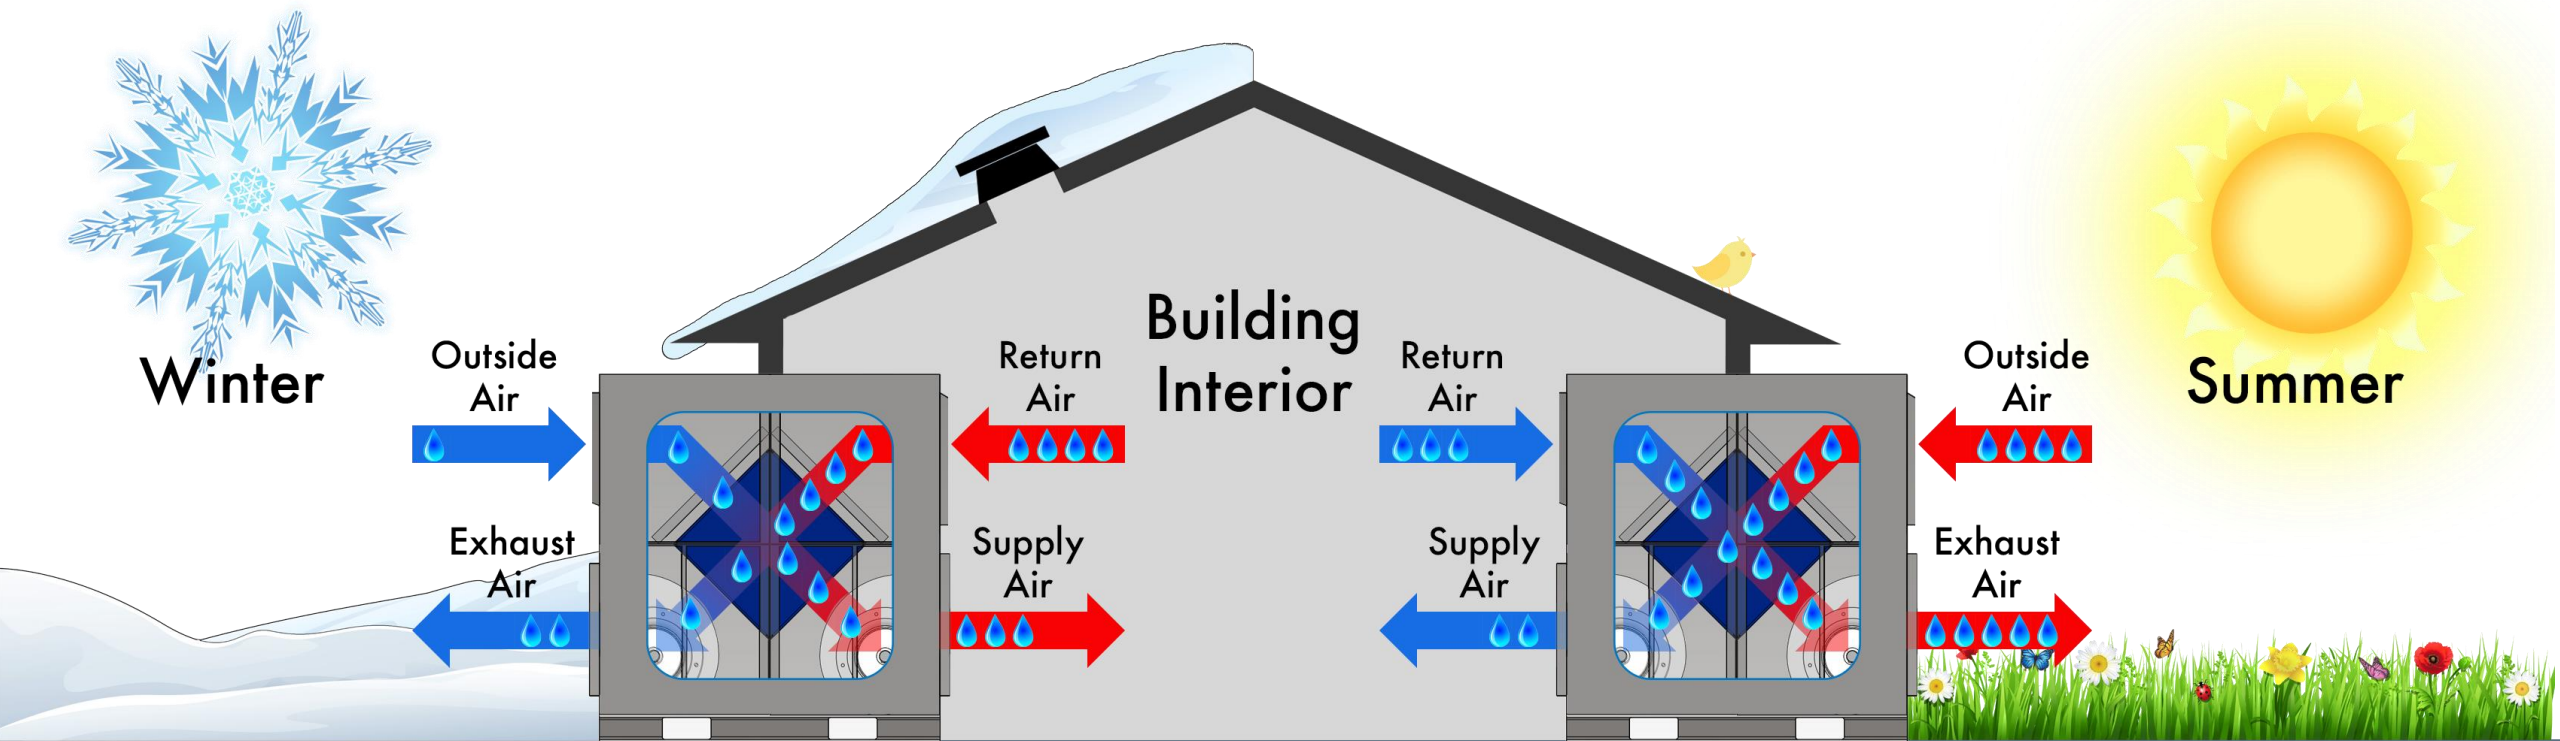 Winter
Outside
Air
Exhaust
Air
Return
Air
Supply
Air
Building
Interior
Return
Air
Supply
Air
Outside
Air
Exhaust
Air
Summer